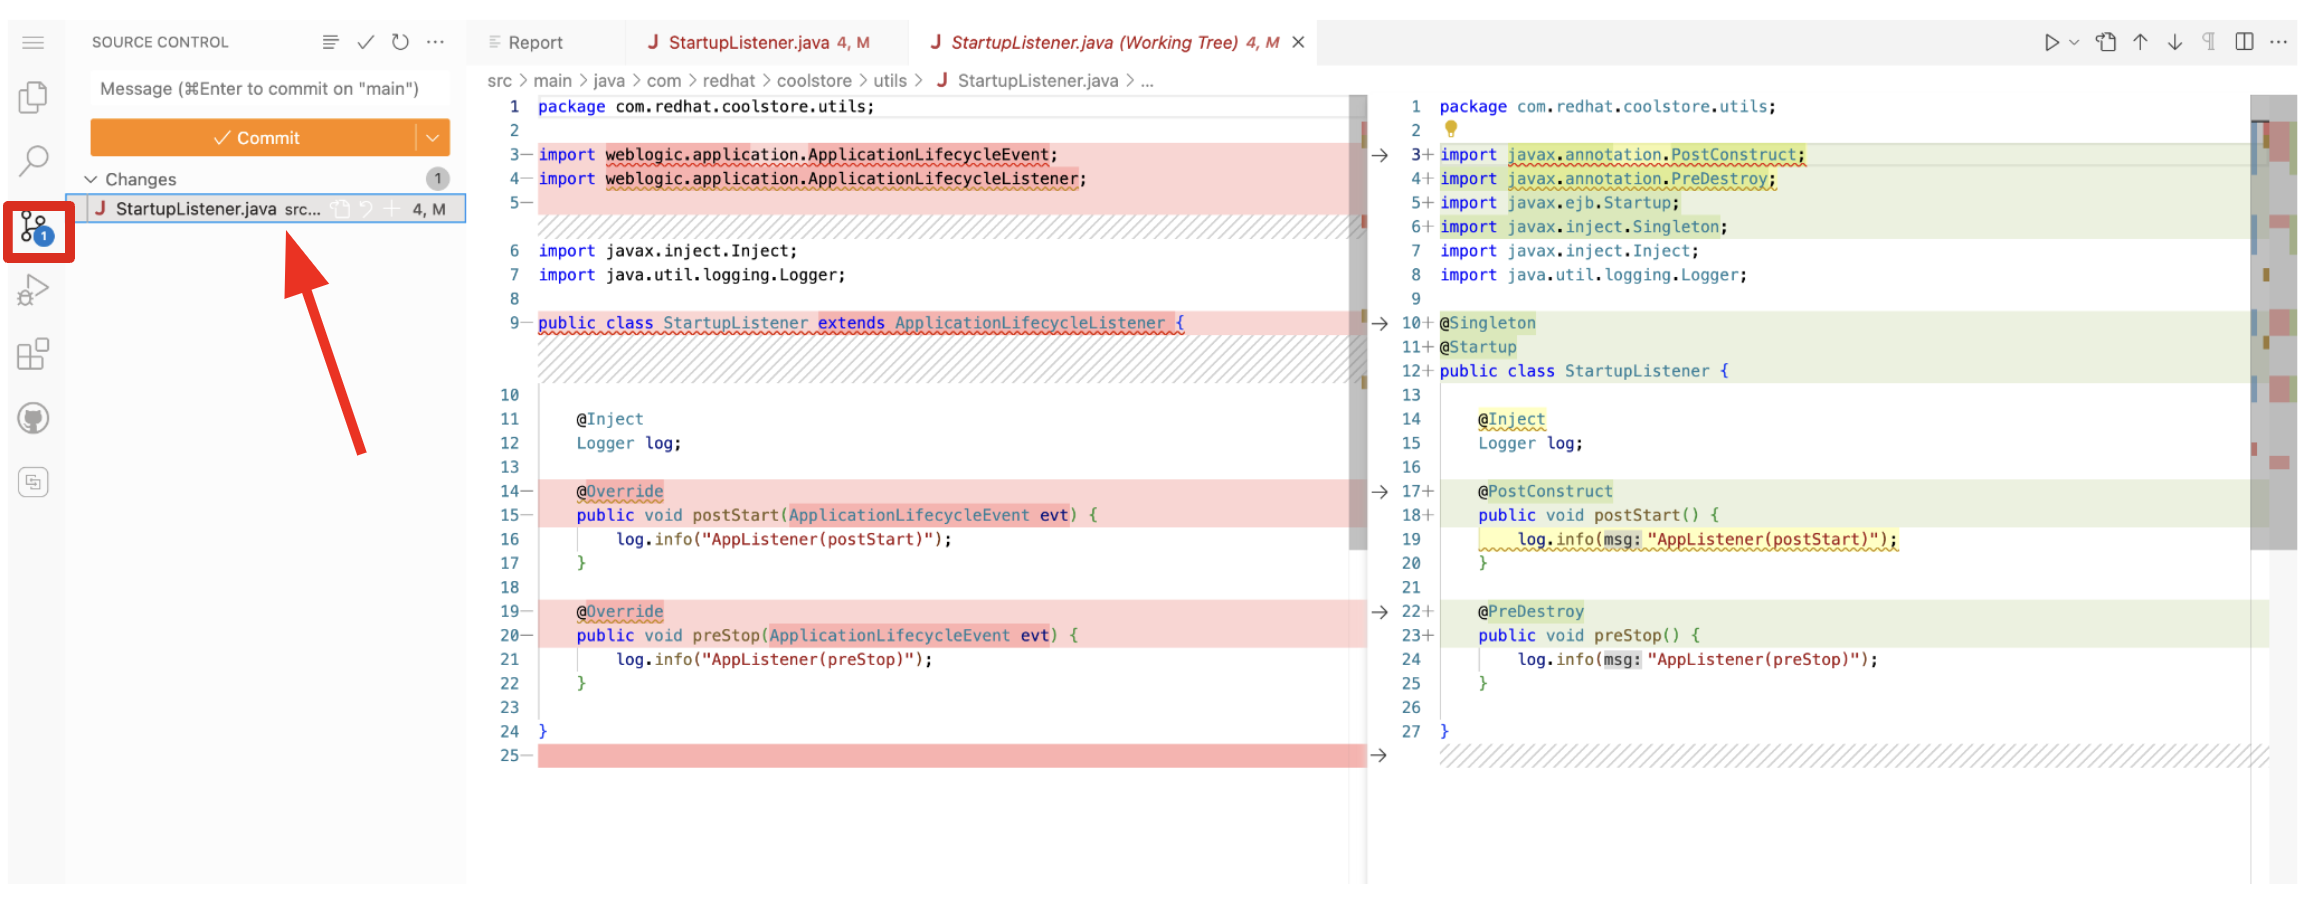 SOURCE CONTROL
Message (⌘Enter to commit on "main")
Commit
Changes 1
StartupListener.java src... 4, M
1
Report
StartupListener.java 4, M
StartupListener.java (Working Tree) 4, M
src > main > java > com > redhat > coolstore > utils > J StartupListener.java > ...
1 package com.redhat.coolstore.utils;
2
3— import weblogic.application.ApplicationLifecycleEvent;
4— import weblogic.application.ApplicationLifecycleListener;
5—
6 import javax.inject.Inject;
7 import java.util.logging.Logger;
8
9— public class StartupListener extends ApplicationLifecycleListener {
10
11 @Inject
12 Logger log;
13
14— @Override
15— public void postStart(ApplicationLifecycleEvent evt) {
16 log.info("AppListener(postStart)");
17 }
18
19— @Override
20— public void preStop(ApplicationLifecycleEvent evt) {
21 log.info("AppListener(preStop)");
22 }
23
24 }
25—
1 package com.redhat.coolstore.utils;
2
3+ import javax.annotation.PostConstruct;
4+ import javax.annotation.PreDestroy;
5+ import javax.ejb.Startup;
6+ import javax.inject.Singleton;
7 import javax.inject.Inject;
8 import java.util.logging.Logger;
9
10+ @Singleton
11+ @Startup
12+ public class StartupListener {
13
14 @Inject
15 Logger log;
16
17+ @PostConstruct
18+ public void postStart() {
19 log.info(msg: "AppListener(postStart)");
20 }
21
22+ @PreDestroy
23+ public void preStop() {
24 log.info(msg: "AppListener(preStop)");
25 }
26
27 }